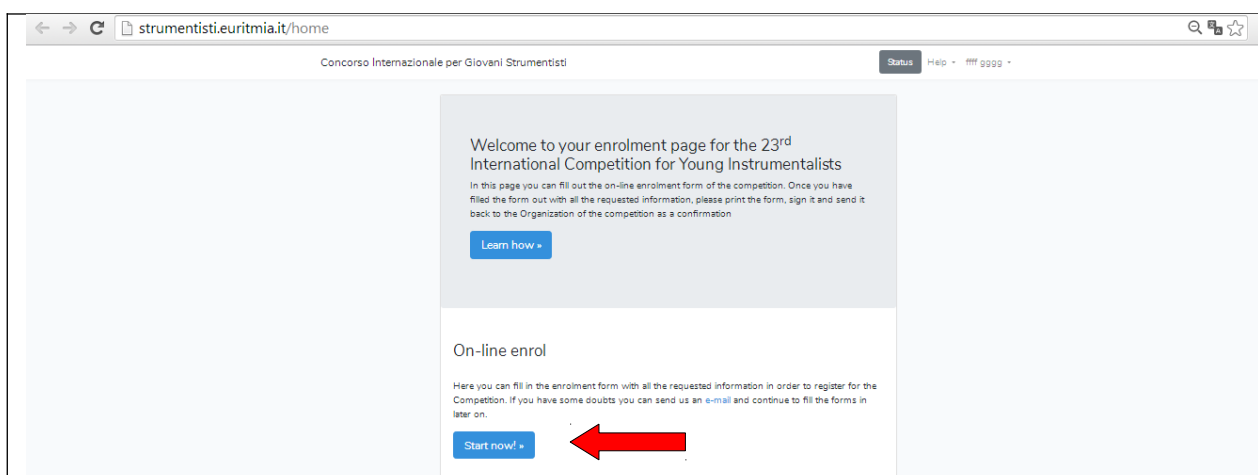 strumentisti.euritmia.it/home
Concorso Internazionale per Giovani Strumentisti Status Help ffff gggg
Welcome to your enrolment page for the 23rd
International Competition for Young Instrumentalists
In this page you can fill out the on-line enrolment form of the competition. Once you have
filled the form out with all the requested information, please print the form, sign it and send it
back to the Organization of the competition as a confirmation
Learn how »
On-line enrol
Here you can fill in the enrolment form with all the requested information in order to register for the
Competition. If you have some doubts you can send us an e-mail and continue to fill the forms in
later on.
Start now! »